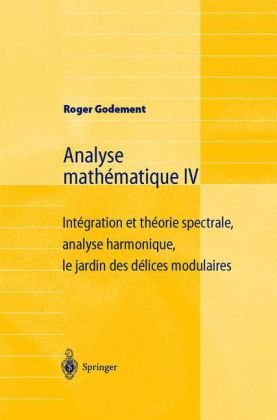 Roger Godement
Analyse
mathématique IV
Intégration et théorie spectrale,
analyse harmonique,
le jardin des délices modulaires
Springer